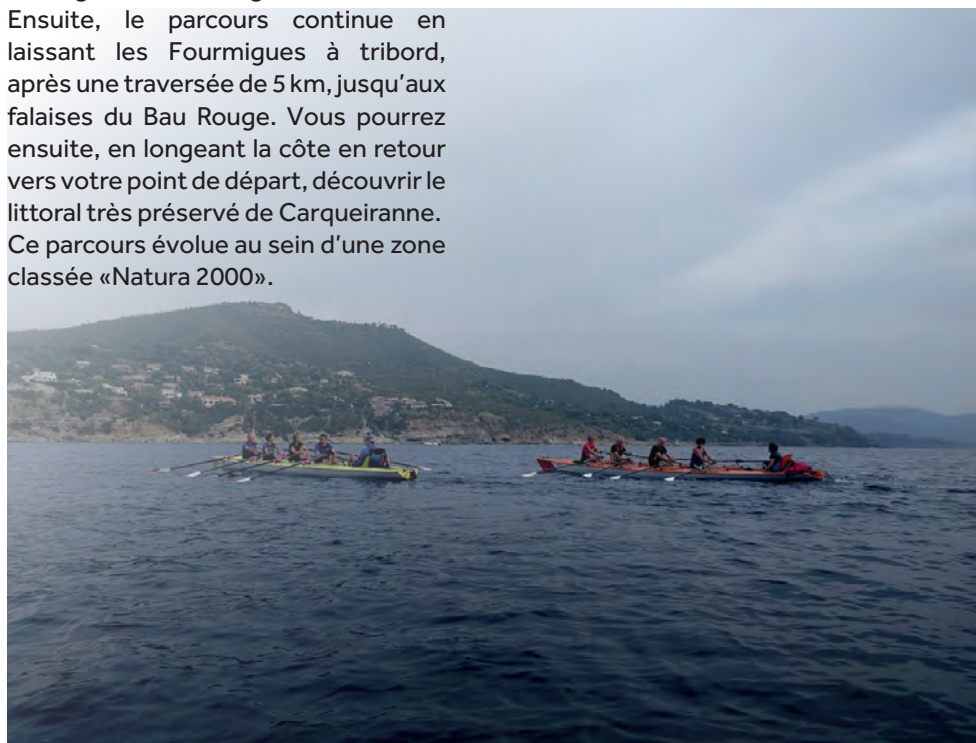 Ensuite, le parcours continue en
laissant les Fourmigues à tribord,
après une traversée de 5 km, jusqu'aux
falaises du Bau Rouge. Vous pourrez
ensuite, en longeant la côte en retour
vers votre point de départ, découvrir le
littoral très préservé de Carqueiranne.
Ce parcours évolue au sein d'une zone
classée «Natura 2000».